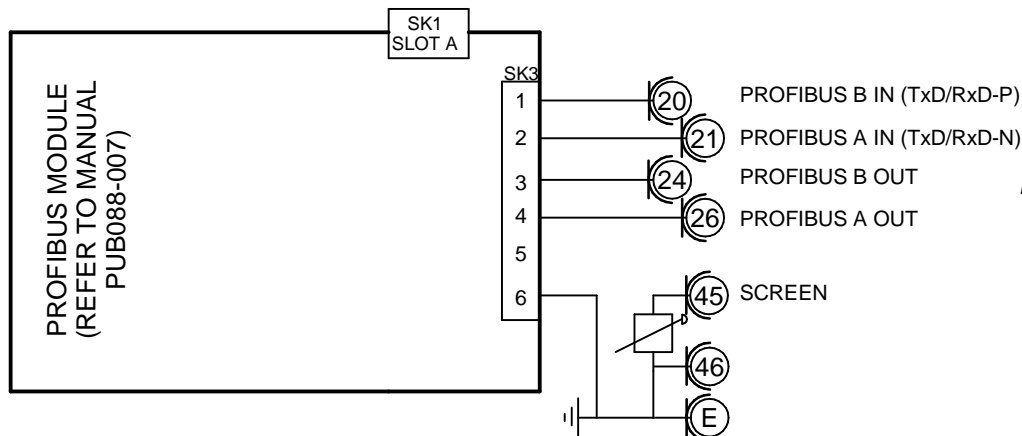 SK1
SLOT A
PROFIBUS MODULE
(REFER TO MANUAL
PUB088-007)
SK3
1
2
3
4
5
6
20 PROFIBUS B IN (TxD/RxD-P)
21 PROFIBUS A IN (TxD/RxD-N)
24 PROFIBUS B OUT
26 PROFIBUS A OUT
45 SCREEN
46
E